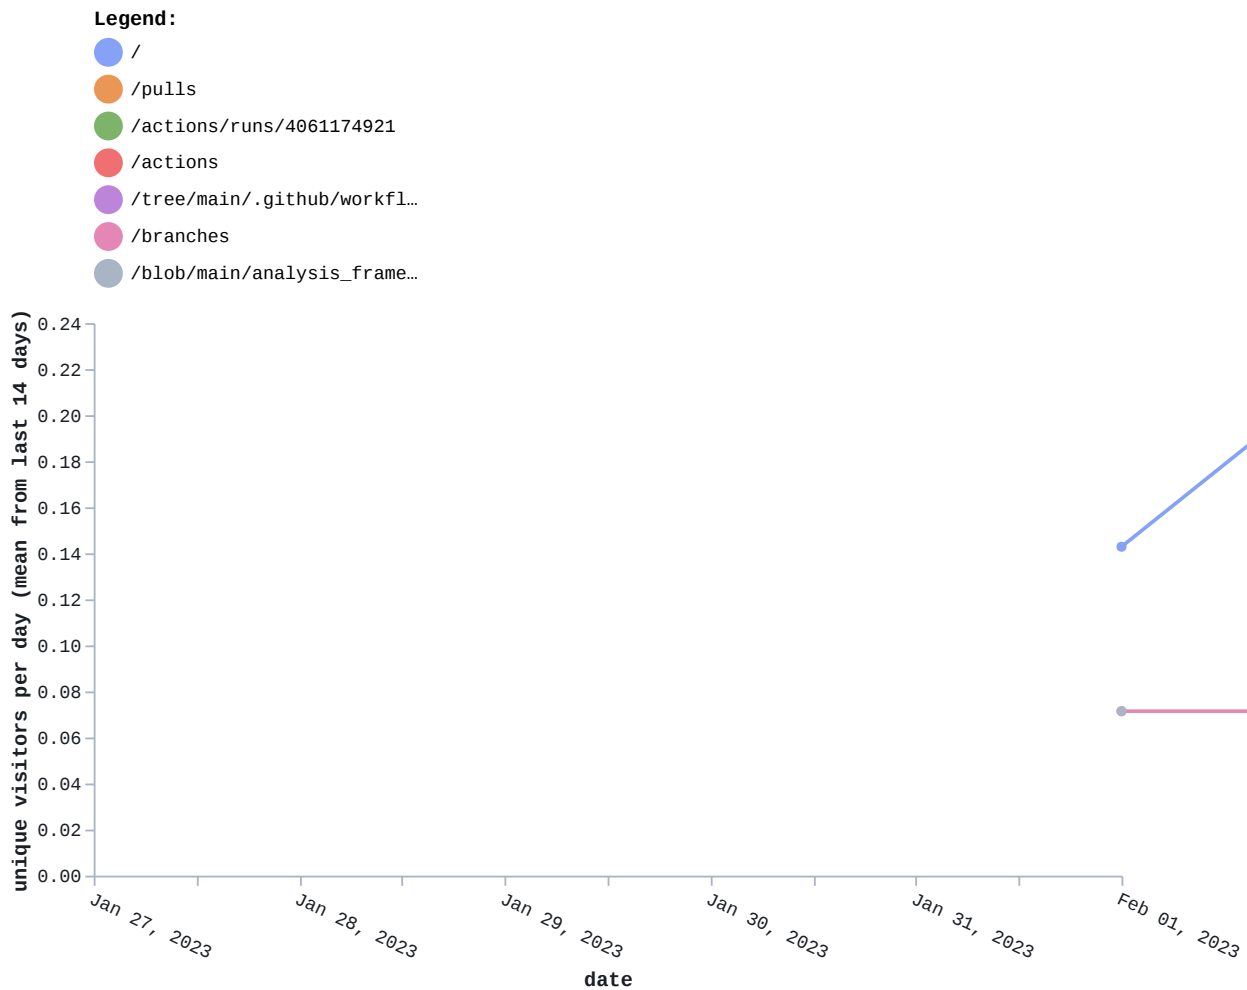 Legend:
/
/pulls
/actions/runs/4061174921
/actions
/tree/main/.github/workfl…
/branches
/blob/main/analysis_frame…
unique visitors per day (mean from last 14 days)
0.24
0.22
0.20
0.18
0.16
0.14
0.12
0.10
0.08
0.06
0.04
0.02
0.00
Jan 27, 2023
Jan 28, 2023
Jan 29, 2023
Jan 30, 2023
Jan 31, 2023
Feb 01, 2023
date